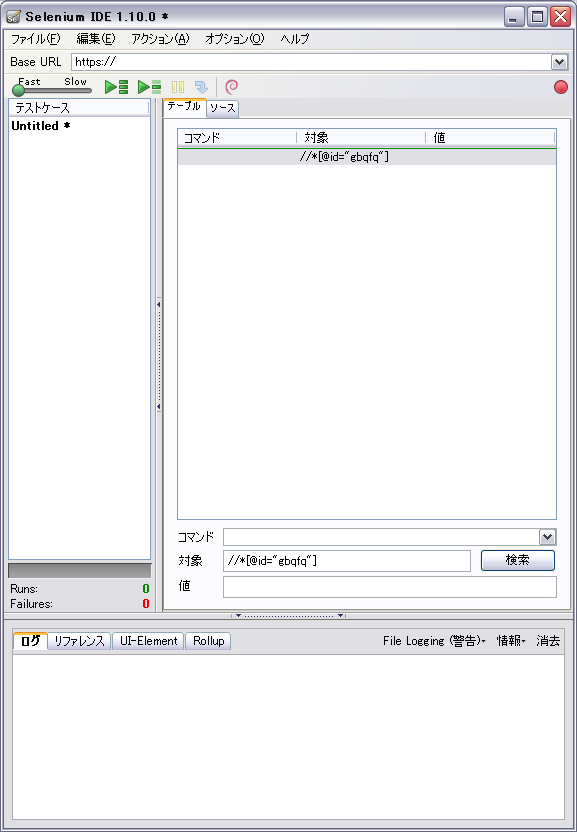 Selenium IDE 1.10.0 *
ファイル(F) 編集(E) アクション(A) オプション(O) ヘルプ
Base URL https://
Fast Slow
テストケース
Untitled *
テーブル ソース
コマンド 対象 値
//*[@id="gbqfq"]
コマンド
対象 //*[@id="gbqfq"] 検索
値
Runs: 0
Failures: 0
ログ リファレンス UI-Element Rollup File Logging (警告) 情報 消去